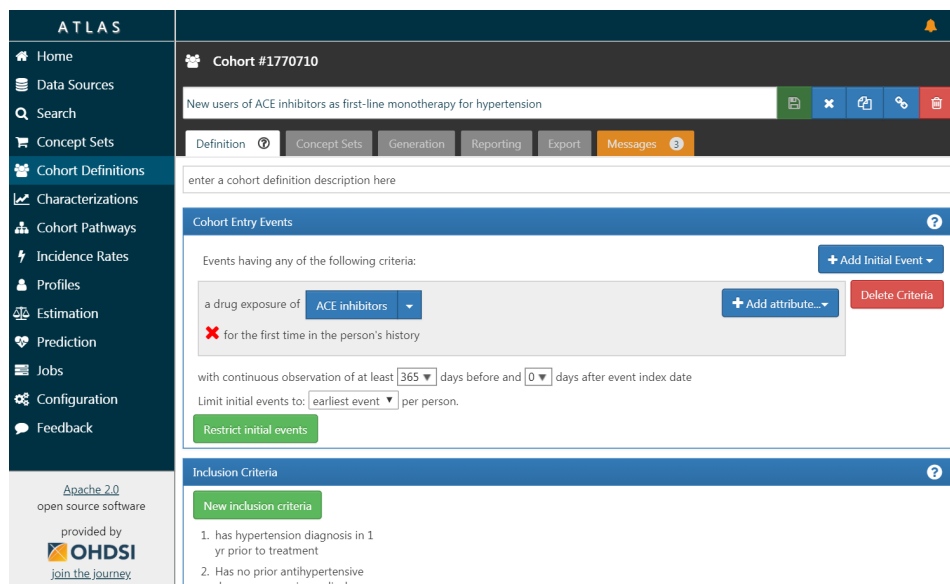 ATLAS
Home
Data Sources
Search
Concept Sets
Cohort Definitions
Characterizations
Cohort Pathways
Incidence Rates
Profiles
Estimation
Prediction
Jobs
Configuration
Feedback
Apache 2.0
open source software
provided by
OHDSI
join the journey
Cohort #1770710
New users of ACE inhibitors as first-line monotherapy for hypertension
Definition ? Concept Sets Generation Reporting Export Messages 3
enter a cohort definition description here
Cohort Entry Events ?
Events having any of the following criteria: + Add Initial Event
a drug exposure of ACE inhibitors + Add attribute... Delete Criteria
for the first time in the person's history
with continuous observation of at least 365 days before and 0 days after event index date
Limit initial events to: earliest event per person.
Restrict initial events
Inclusion Criteria ?
New inclusion criteria
1. has hypertension diagnosis in 1
yr prior to treatment
2. Has no prior antihypertensive